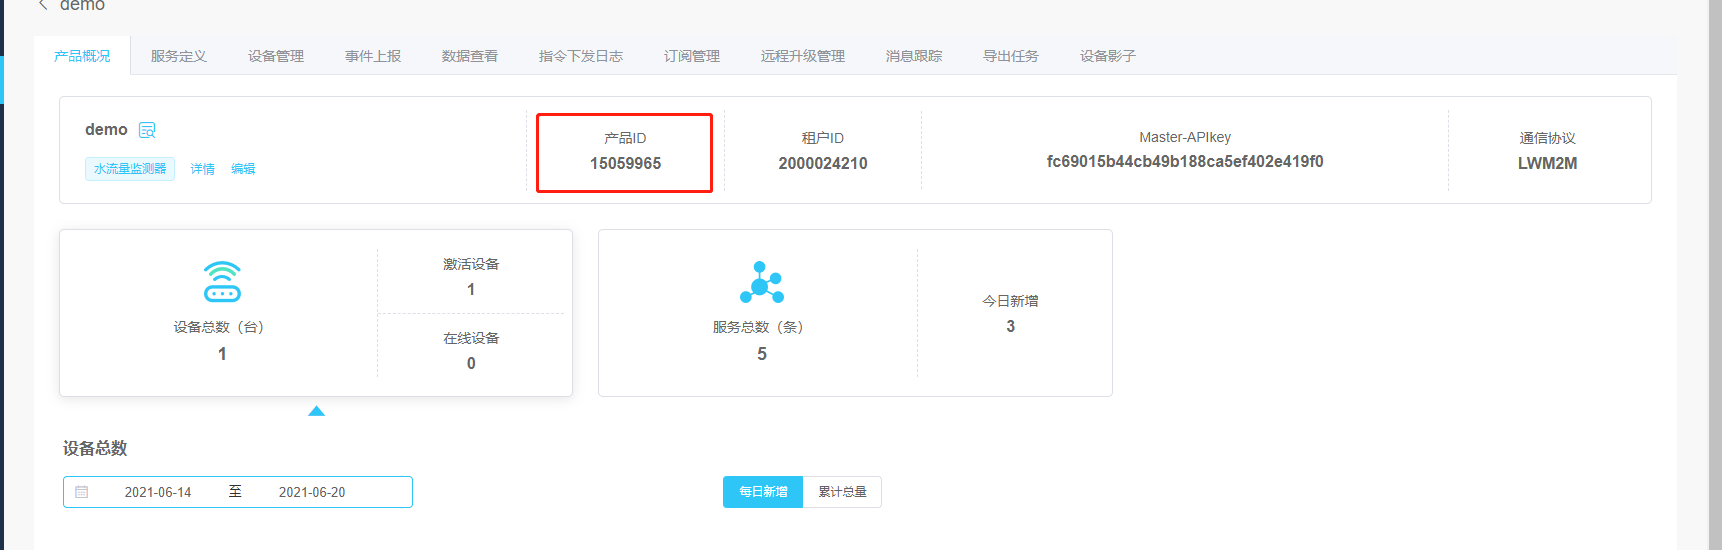 demo
产品概况 服务定义 设备管理 事件上报 数据查看 指令下发日志 订阅管理 远程升级管理 消息跟踪 导出任务 设备影子
demo
水流量监测器 详情 编辑
产品ID
15059965
租户ID
2000024210
Master-APIkey
fc69015b44cb49b188ca5ef402e419f0
通信协议
LWM2M
设备总数（台）
1
激活设备
1
在线设备
0
服务总数（条）
5
今日新增
3
设备总数
2021-06-14 至 2021-06-20
每日新增 累计总量